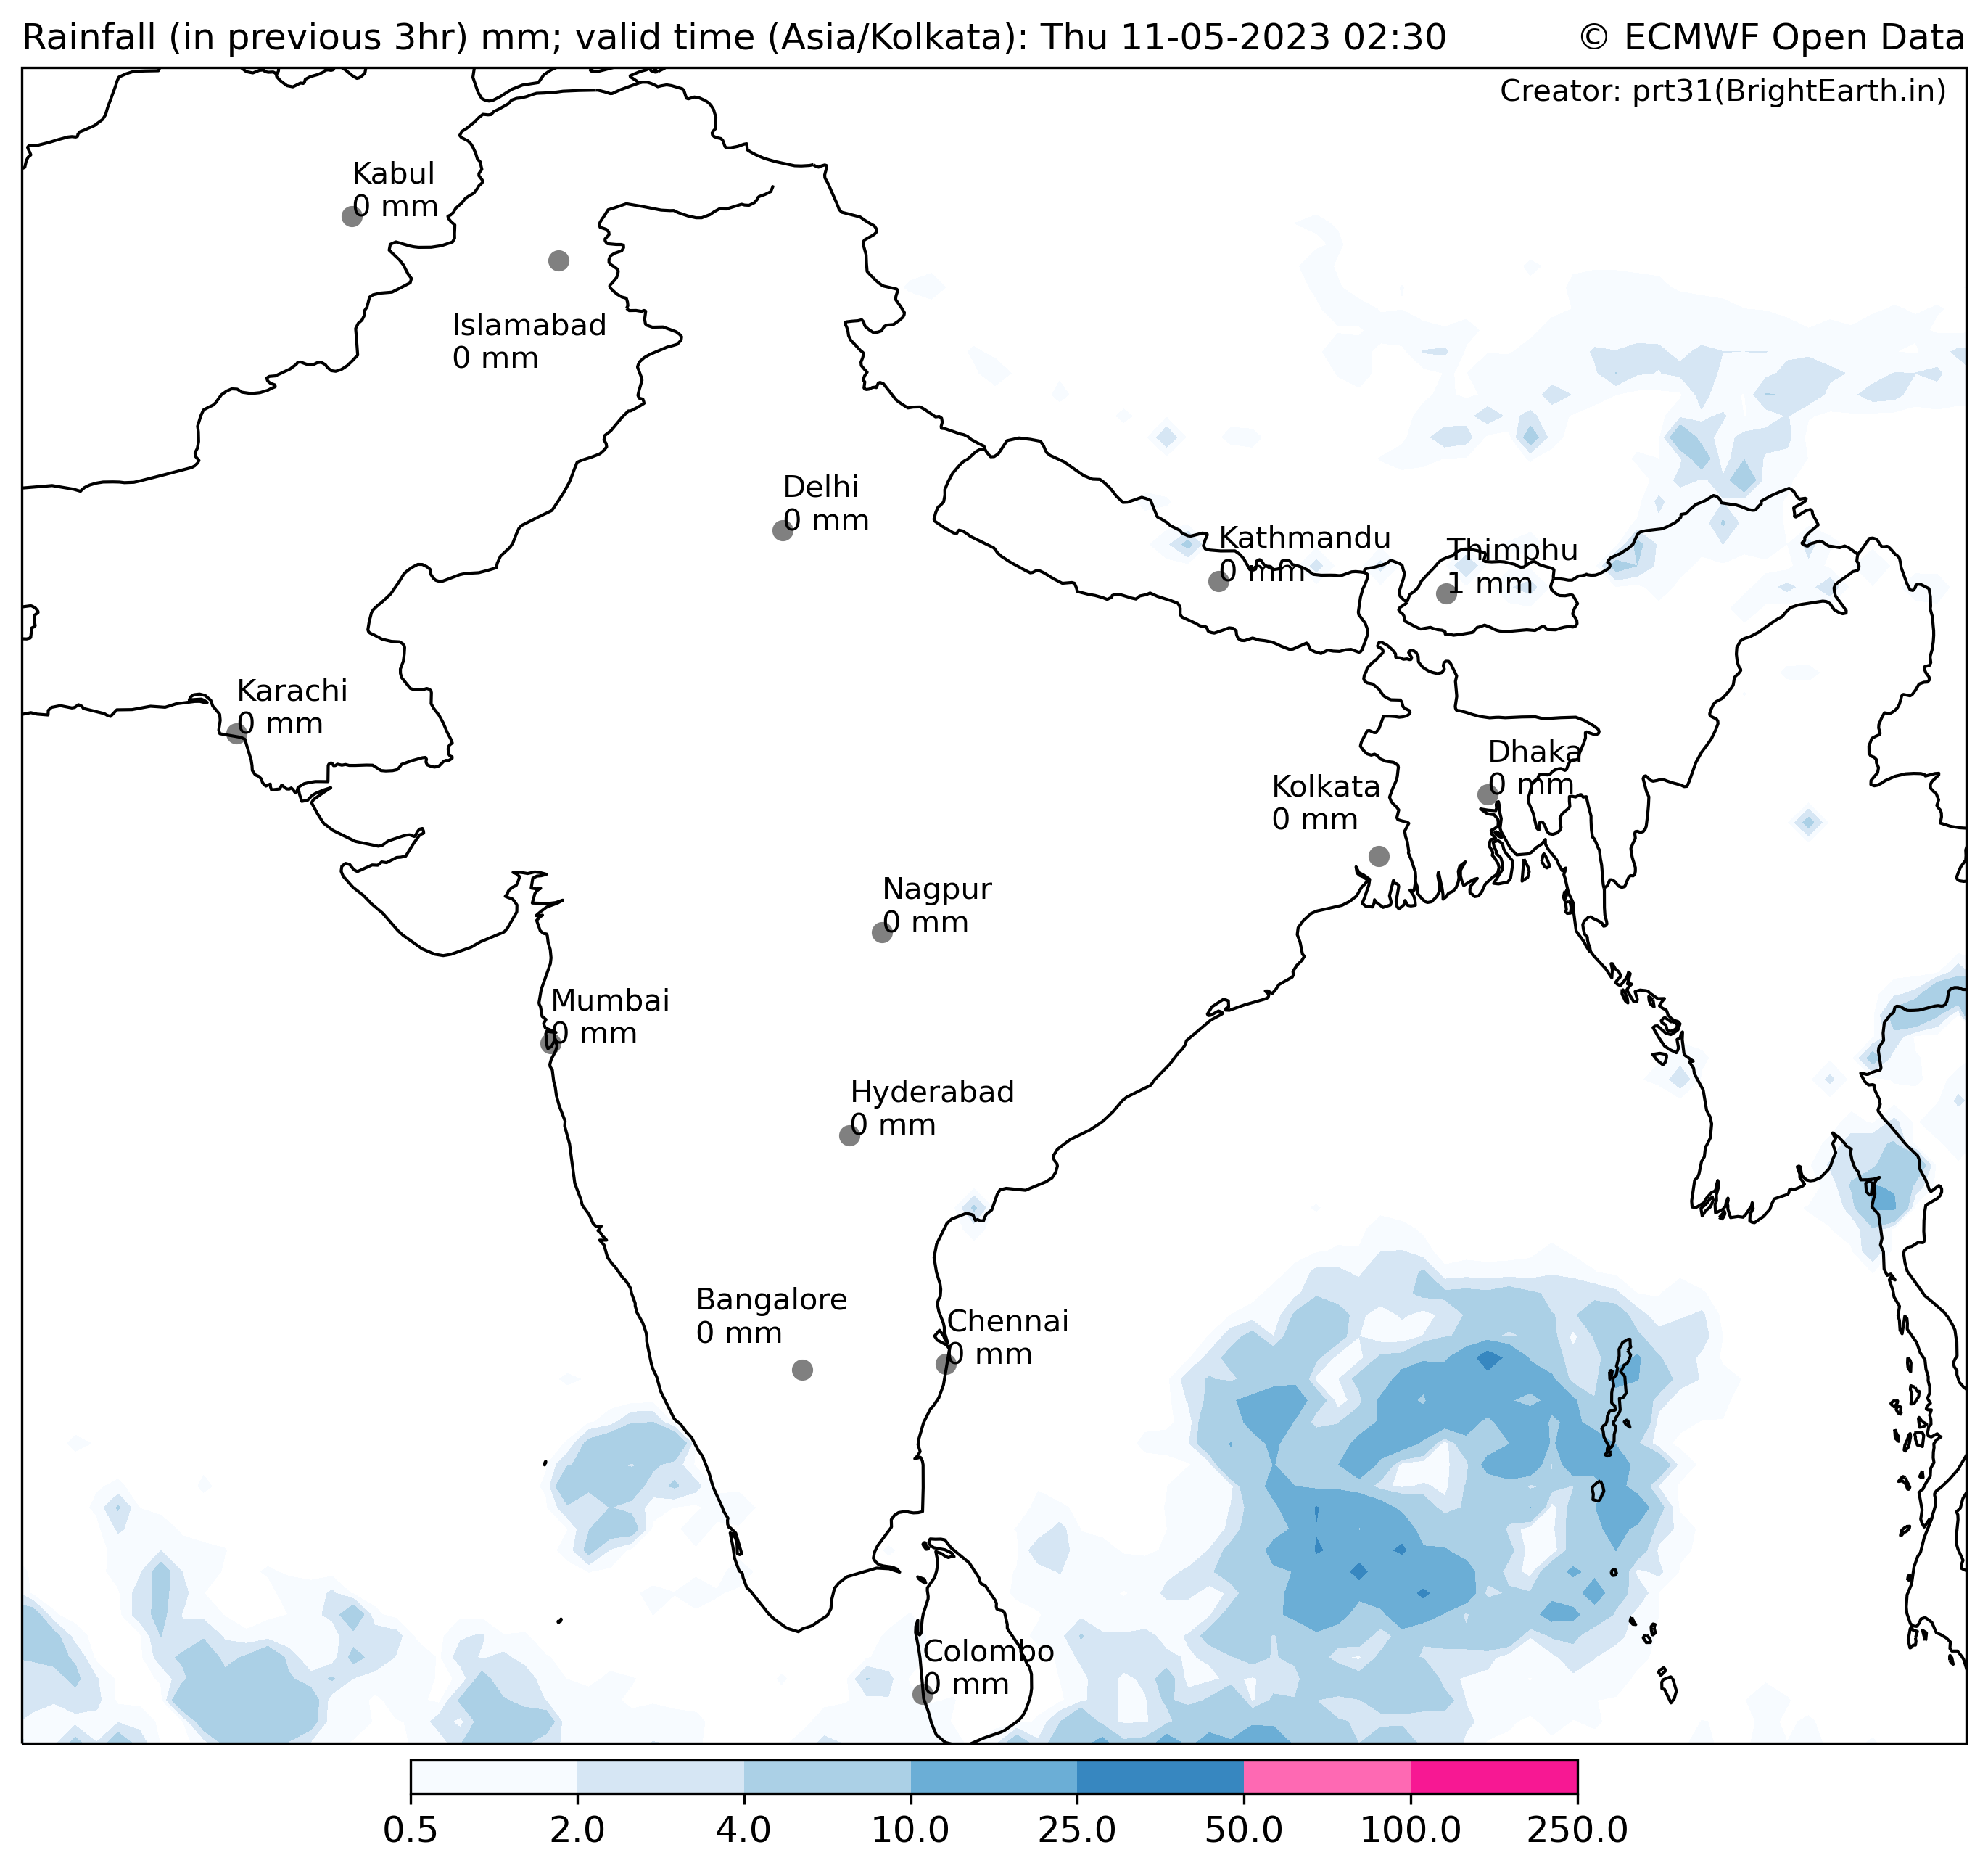 Rainfall (in previous 3hr) mm; valid time (Asia/Kolkata): Thu 11-05-2023 02:30
© ECMWF Open Data
Creator: prt31(BrightEarth.in)
Kabul
0 mm
Islamabad
0 mm
Delhi
0 mm
Kathmandu
0 mm
Thimphu
1 mm
Karachi
0 mm
Dhaka
0 mm
Kolkata
0 mm
Nagpur
0 mm
Mumbai
0 mm
Hyderabad
0 mm
Bangalore
0 mm
Chennai
0 mm
Colombo
0 mm
0.5 2.0 4.0 10.0 25.0 50.0 100.0 250.0